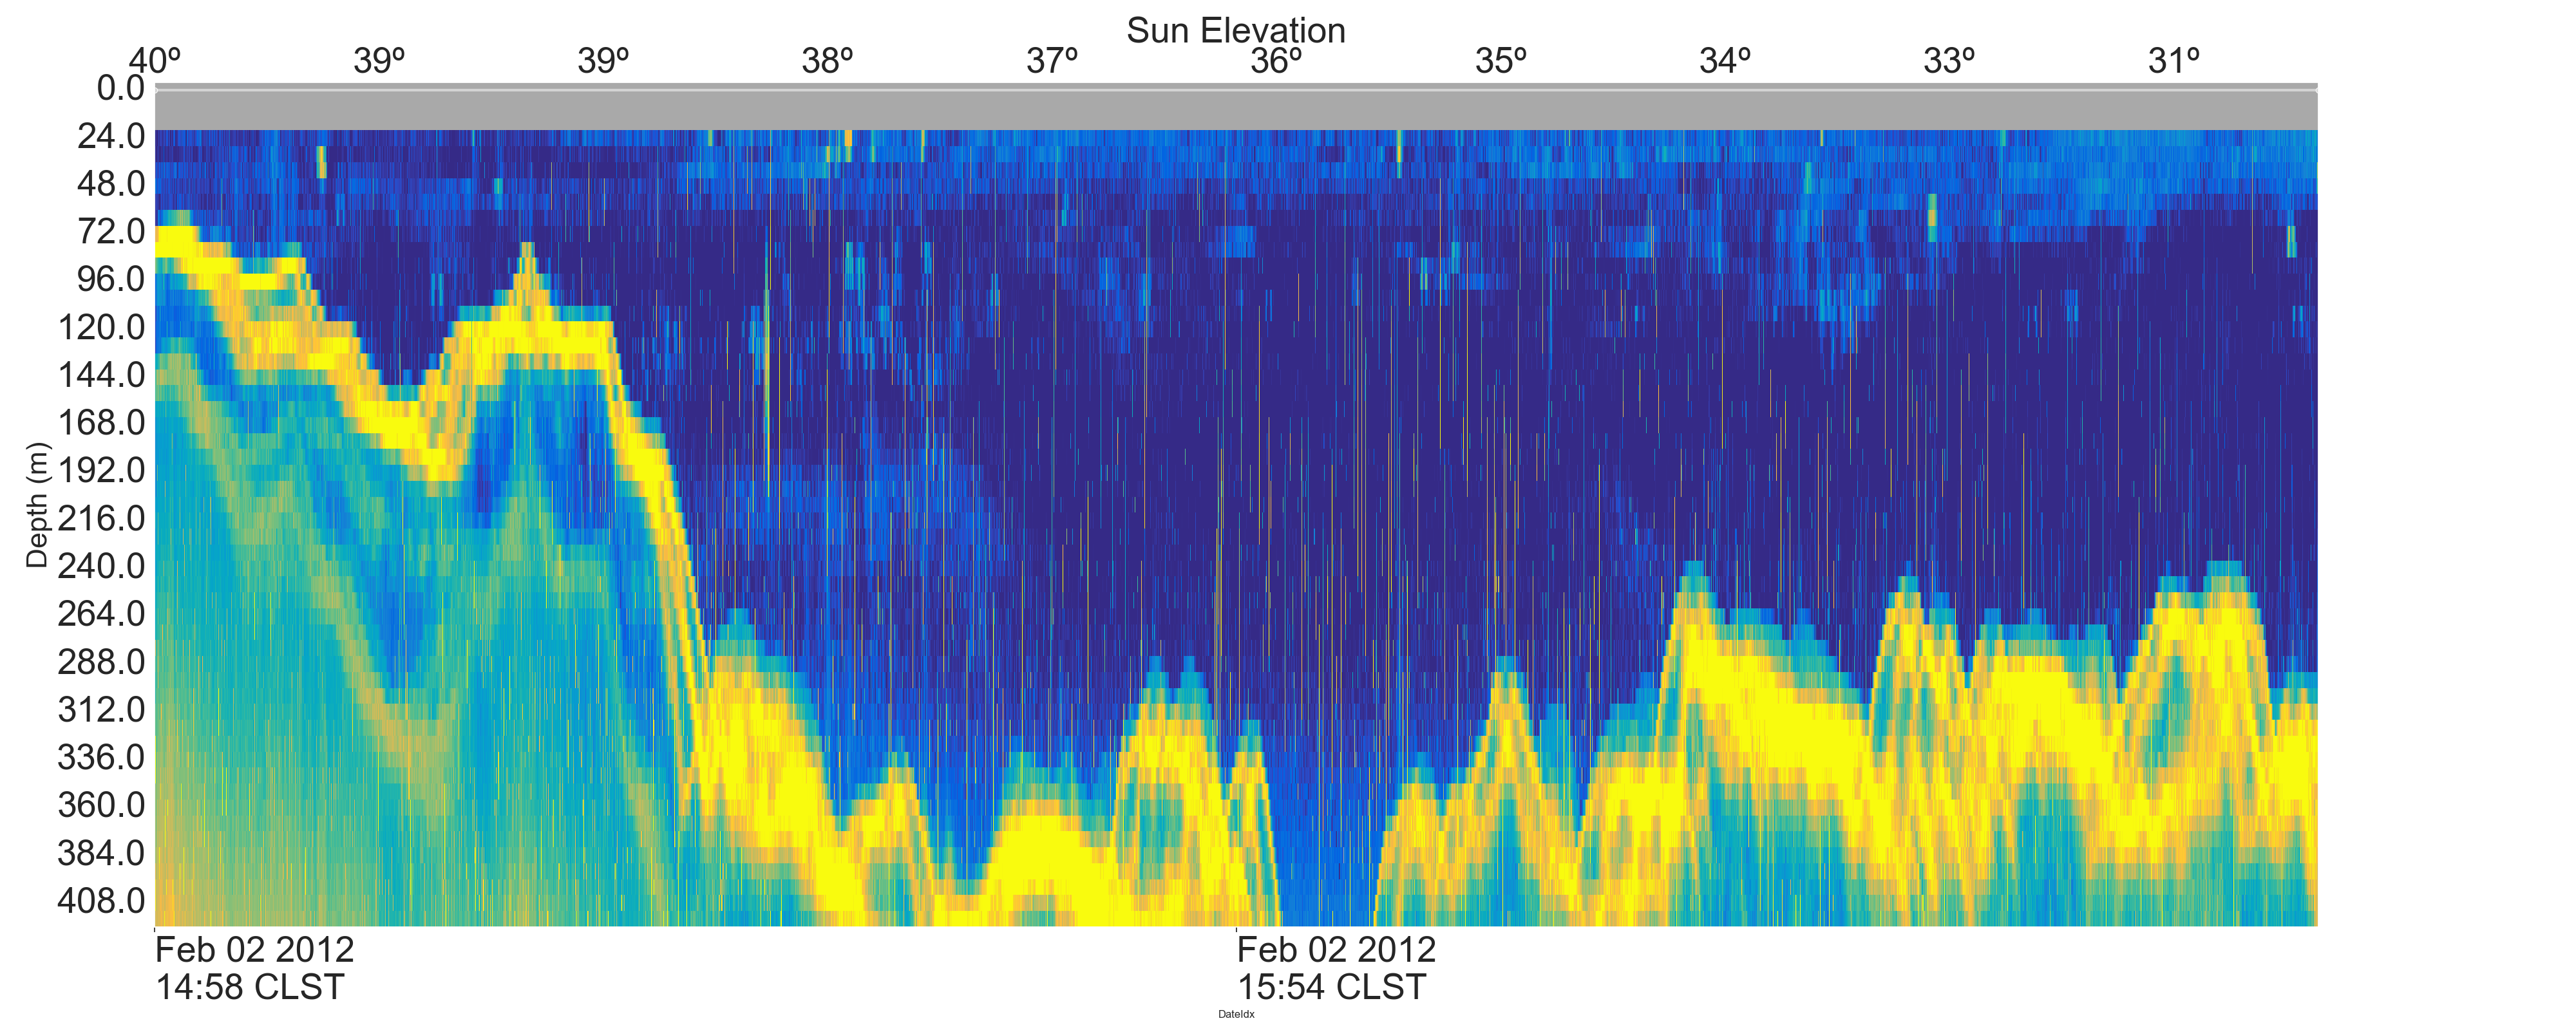 Sun Elevation
40º 39º 39º 38º 37º 36º 35º 34º 33º 31º
0.0
24.0
48.0
72.0
96.0
120.0
144.0
168.0
192.0
216.0
240.0
264.0
288.0
312.0
336.0
360.0
384.0
408.0
Depth (m)
Feb 02 2012
14:58 CLST
Feb 02 2012
15:54 CLST
DateIdx